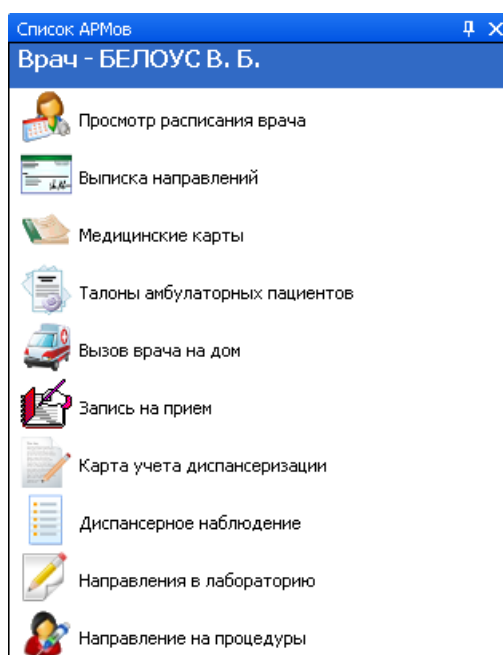 Список АРМов
Врач - БЕЛОУС В. Б.
Просмотр расписания врача
Выписка направлений
Медицинские карты
Талоны амбулаторных пациентов
Вызов врача на дом
Запись на прием
Карта учета диспансеризации
Диспансерное наблюдение
Направления в лабораторию
Направление на процедуры